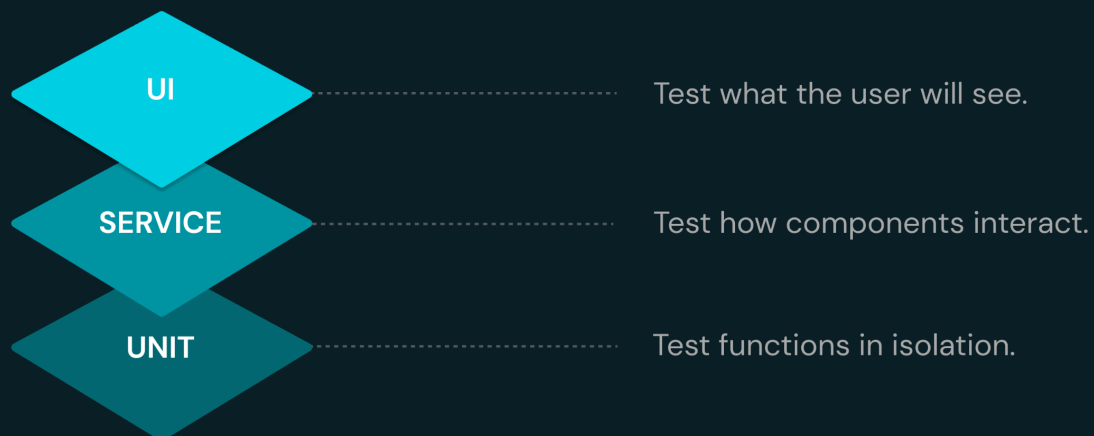 UI
Test what the user will see.
SERVICE
Test how components interact.
UNIT
Test functions in isolation.